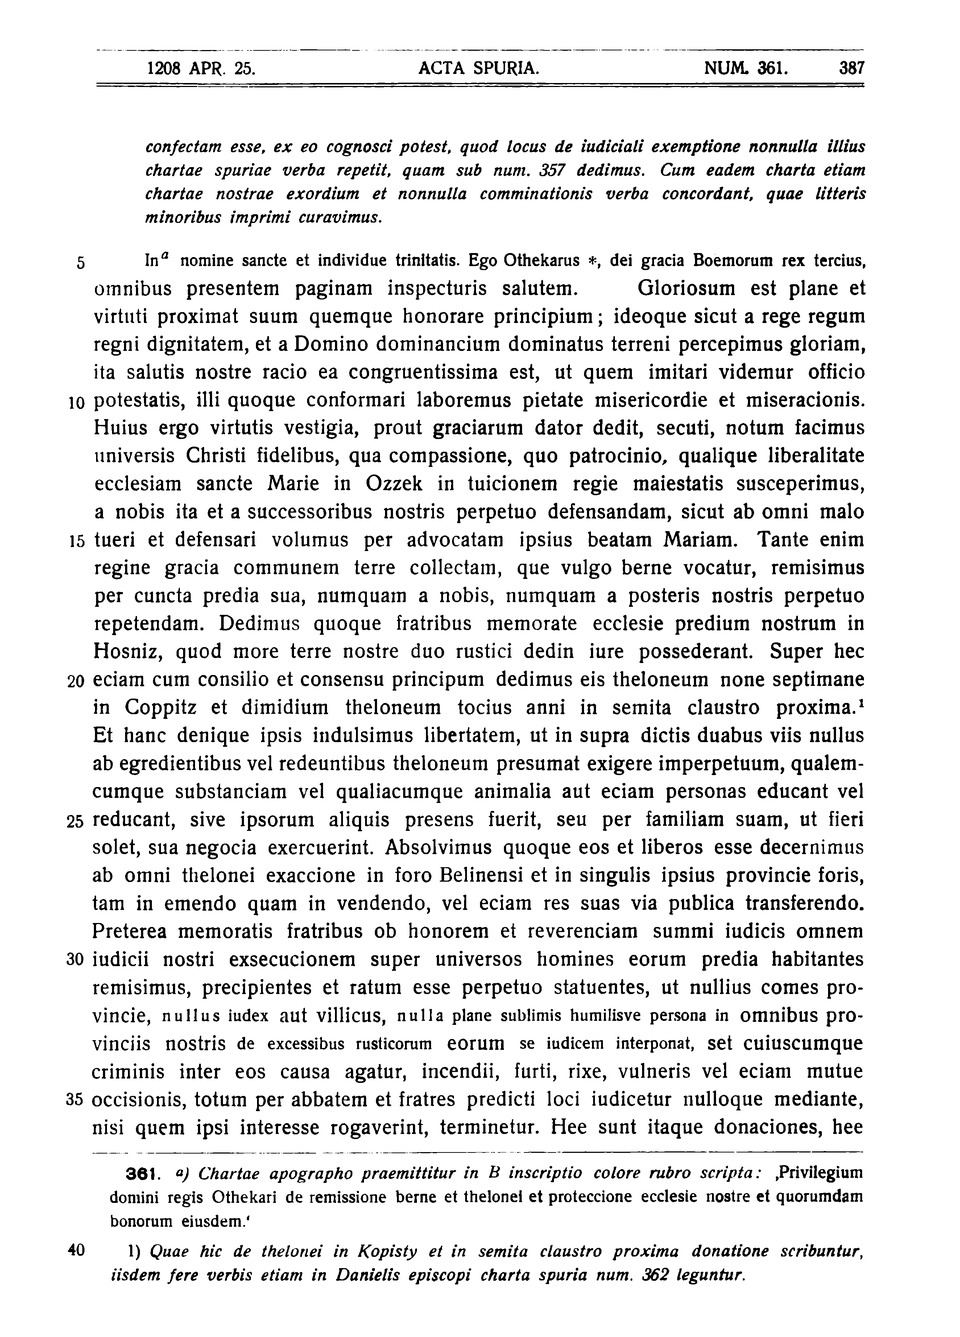 1208 APR. 25. ACTA SPURIA. NUM. 361. 387
confectam esse, ex eo cognosci potest, quod locus de iudiciali exemptione nonnulla illius
chartae spuriae verba repetit, quam sub num. 357 dedimus. Cum eadem charta etiam
chartae nostrae exordium et nonnulla comminationis verba concordant, quae litteris
minoribus imprimi curavimus.
5 In a nomine sancte et individue trinitatis. Ego Othekarus *, dei gracia Boemorum rex tercius,
omnibus presentem paginam inspecturis salutem. Gloriosum est plane et
virtuti proximat suum quemque honorare principium; ideoque sicut a rege regum
regni dignitatem, et a Domino dominancium dominatus terreni percepimus gloriam,
ita salutis nostre racio ea congruentissima est, ut quem imitari videmur officio
10 potestatis, illi quoque conformari laboremus pietate misericordie et miseracionis.
Huius ergo virtutis vestigia, prout graciarum dator dedit, secuti, notum facimus
universis Christi fidelibus, qua compassione, quo patrocinio, qualique liberalitate
ecclesiam sancte Marie in Ozzek in tuicionem regie maiestatis susceperimus,
a nobis ita et a successoribus nostris perpetuo defensandam, sicut ab omni malo
15 tueri et defensari volumus per advocatam ipsius beatam Mariam. Tante enim
regine gracia communem terre collectam, que vulgo berne vocatur, remisimus
per cuncta predia sua, numquam a nobis, numquam a posteris nostris perpetuo
repetendam. Dedimus quoque fratribus memorate ecclesie predium nostrum in
Hosniz, quod more terre nostre duo rustici dedin iure possederant. Super hec
20 eciam cum consilio et consensu principum dedimus eis theloneum none septimane
in Coppitz et dimidium theloneum tocius anni in semita claustro proxima.¹
Et hanc denique ipsis indulsimus libertatem, ut in supra dictis duabus viis nullus
ab egredientibus vel redeuntibus theloneum presumat exigere imperpetuum, qualem-
cumque substanciam vel qualiacumque animalia aut eciam personas educant vel
25 reducant, sive ipsorum aliquis presens fuerit, seu per familiam suam, ut fieri
solet, sua negocia exercuerint. Absolvimus quoque eos et liberos esse decernimus
ab omni thelonei exaccione in foro Belinensi et in singulis ipsius provincie foris,
tam in emendo quam in vendendo, vel eciam res suas via publica transferendo.
Preterea memoratis fratribus ob honorem et reverenciam summi iudicis omnem
30 iudicii nostri exsecucionem super universos homines eorum predia habitantes
remisimus, precipientes et ratum esse perpetuo statuentes, ut nullius comes pro-
vincie, nullus iudex aut villicus, nulla plane sublimis humilisve persona in omnibus pro-
vinciis nostris de excessibus rusticorum eorum se iudicem interponat, set cuiuscumque
criminis inter eos causa agatur, incendii, furti, rixe, vulneris vel eciam mutue
35 occisionis, totum per abbatem et fratres predicti loci iudicetur nulloque mediante,
nisi quem ipsi interesse rogaverint, terminetur. Hee sunt itaque donaciones, hee
361. a) Chartae apographo praemittitur in B inscriptio colore rubro scripta: ‚Privilegium
domini regis Othekari de remissione berne et thelonei et proteccione ecclesie nostre et quorumdam
bonorum eiusdem.‘
40 1) Quae hic de thelonei in Kopisty et in semita claustro proxima donatione scribuntur,
iisdem fere verbis etiam in Danielis episcopi charta spuria num. 362 leguntur.